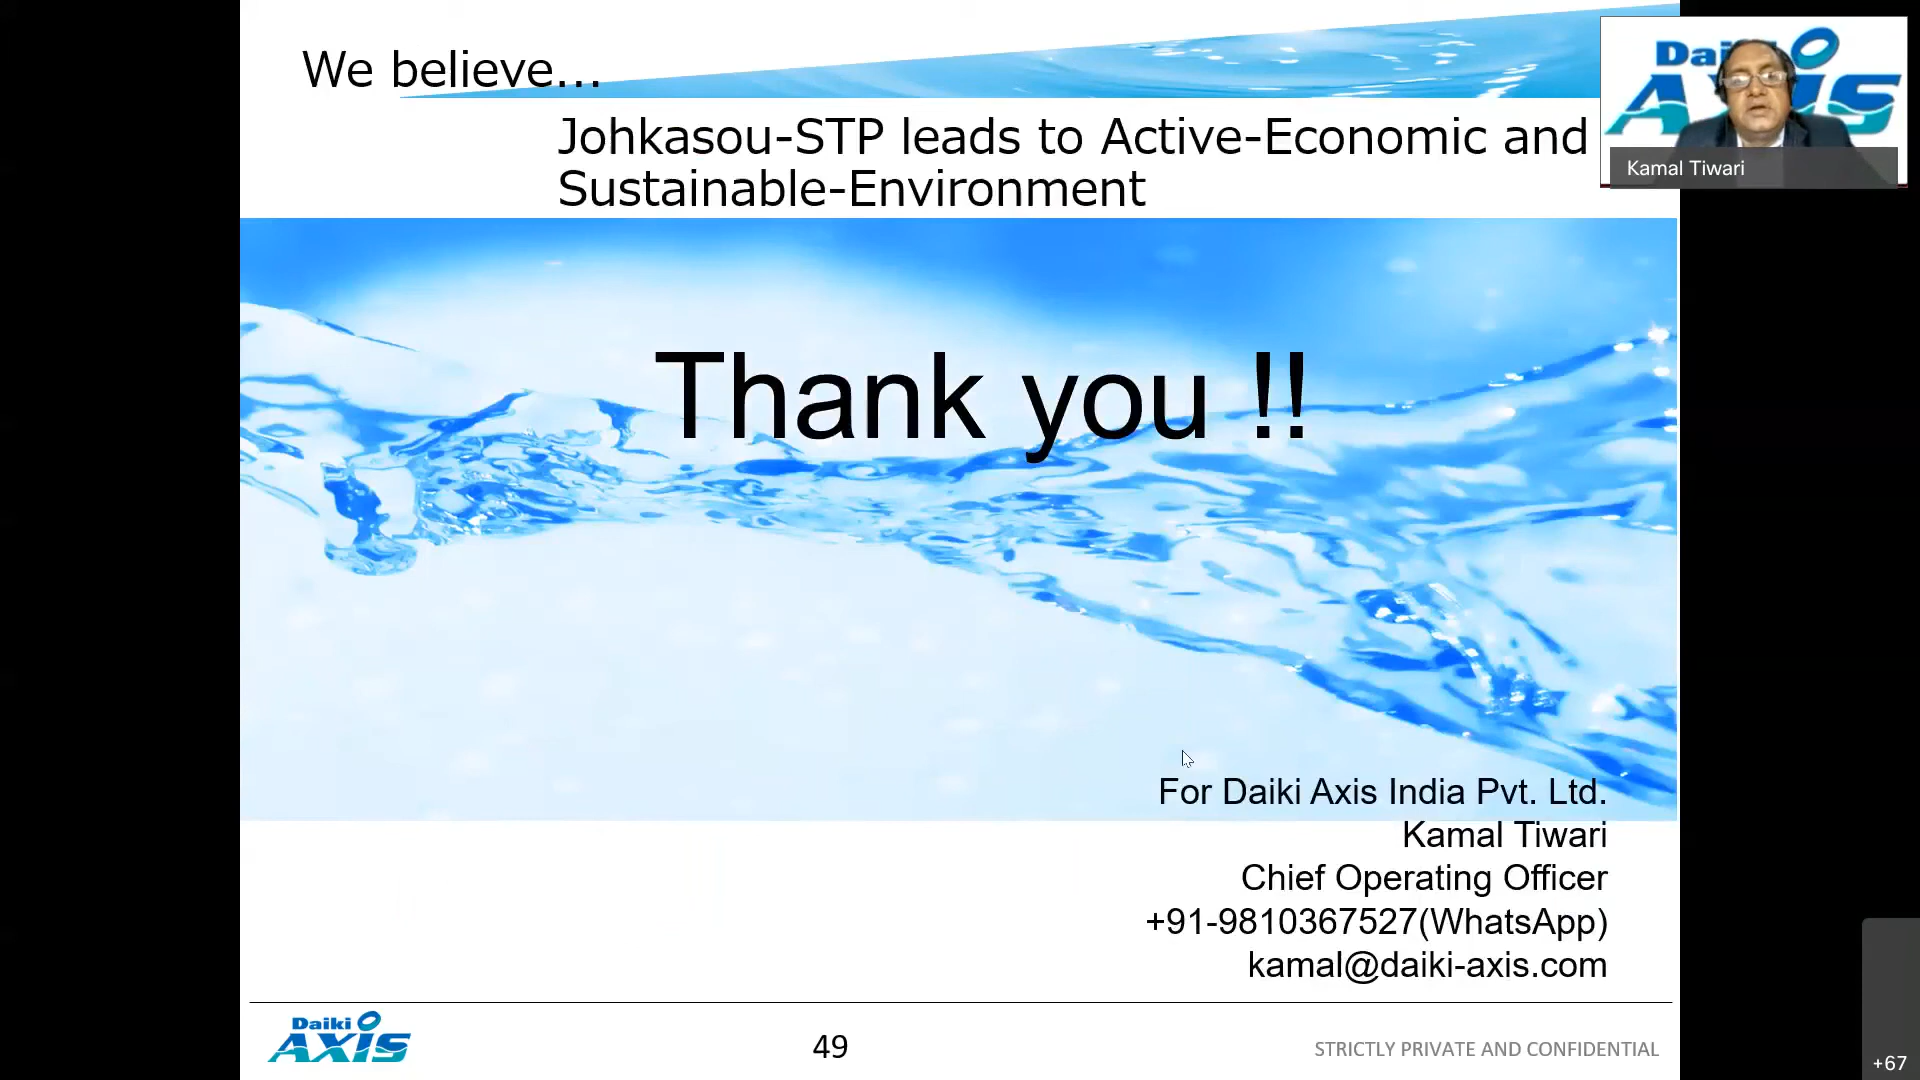 We believe...
Johkasou-STP leads to Active-Economic and
Sustainable-Environment
Kamal Tiwari
Thank you !!
For Daiki Axis India Pvt. Ltd.
Kamal Tiwari
Chief Operating Officer
+91-9810367527(WhatsApp)
kamal@daiki-axis.com
Daiki
AXIS
49
STRICTLY PRIVATE AND CONFIDENTIAL
+67